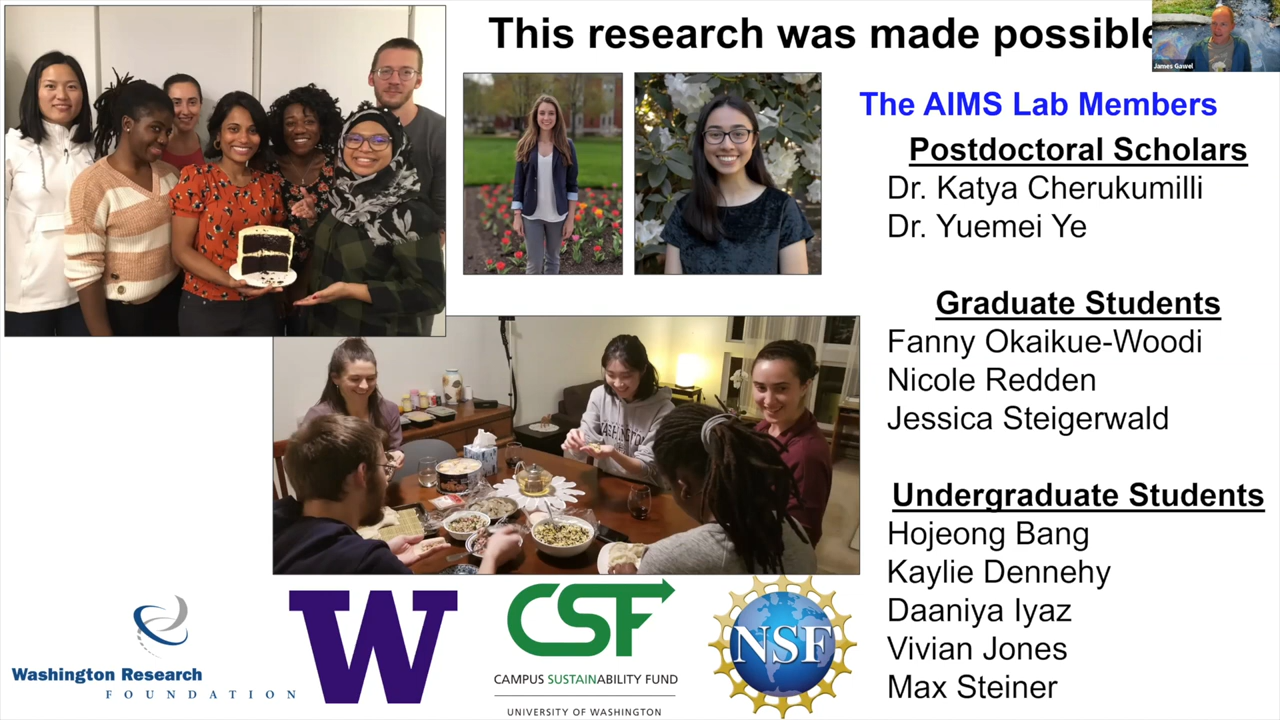 This research was made possible
James Gawel
The AIMS Lab Members
Postdoctoral Scholars
Dr. Katya Cherukumilli
Dr. Yuemei Ye
Graduate Students
Fanny Okaikue-Woodi
Nicole Redden
Jessica Steigerwald
Undergraduate Students
Hojeong Bang
Kaylie Dennehy
Daaniya Iyaz
Vivian Jones
Max Steiner
WASHINGTON
Washington Research
FOUNDATION
W
CSF
CAMPUS SUSTAINABILITY FUND
UNIVERSITY OF WASHINGTON
NSF